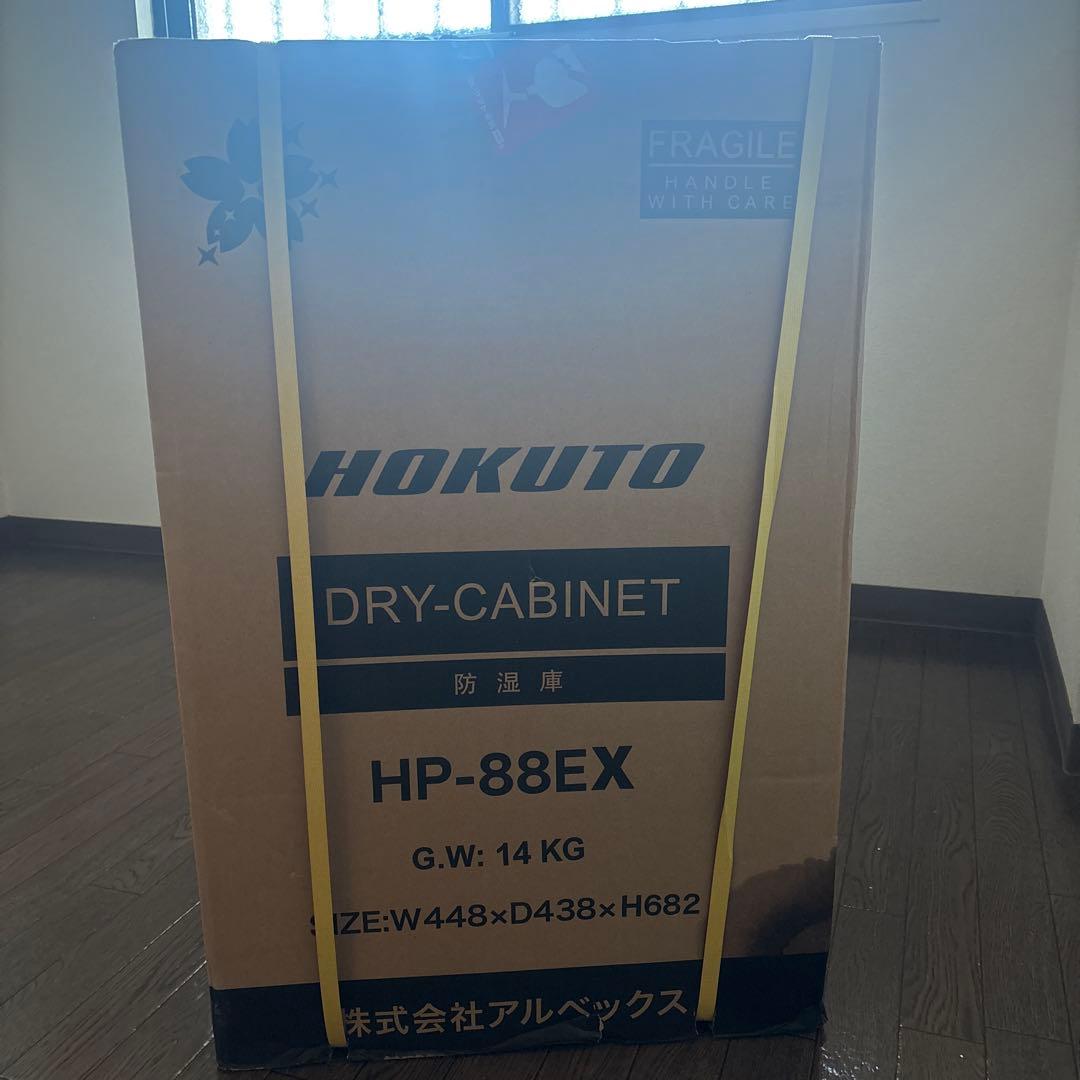 FRAGILE
HANDLE
WITH CARE
HOKUTO
DRY-CABINET
防湿庫
HP-88EX
G.W: 14 KG
SIZE:W448×D438×H682
株式会社アルベックス